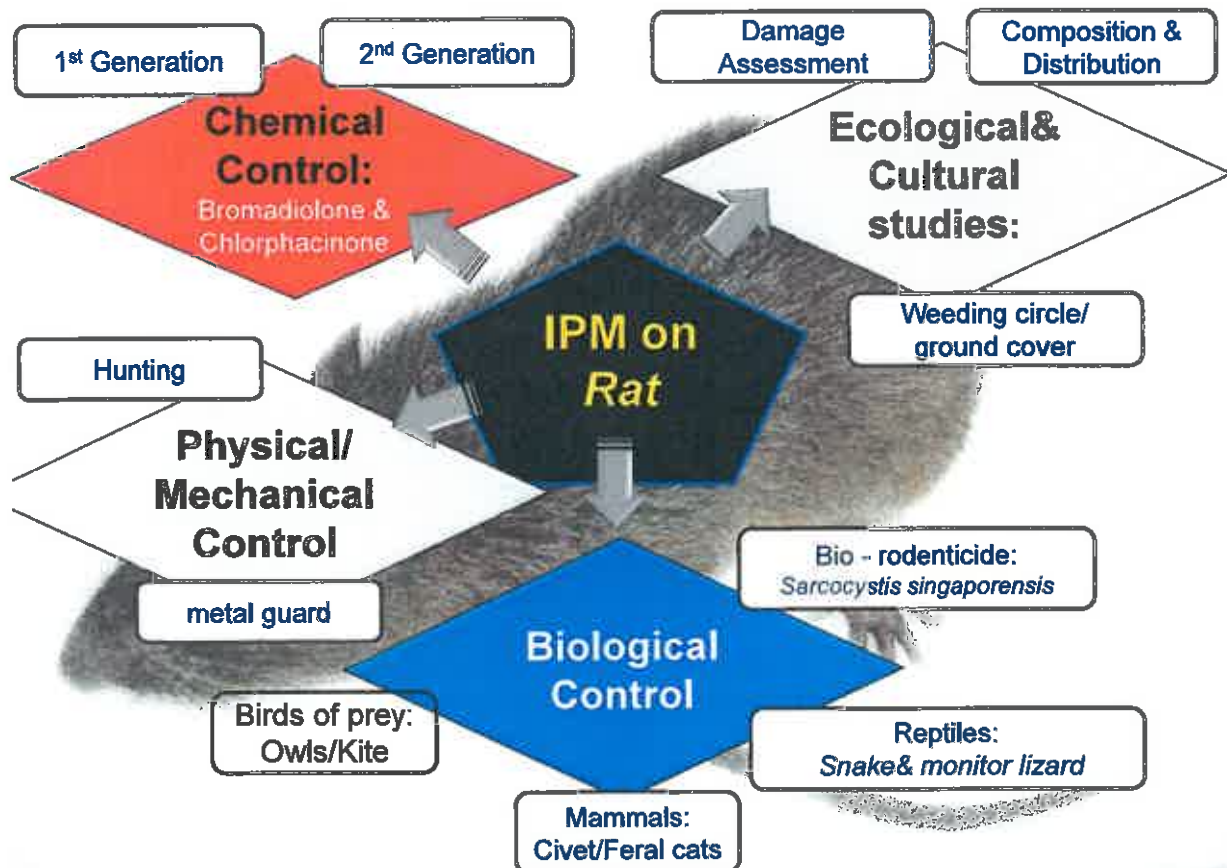 1st Generation
2nd Generation
Chemical
Control:
Bromadiolone &
Chlorphacinone
Damage
Assessment
Composition &
Distribution
Ecological&
Cultural
studies:
Weeding circle/
ground cover
IPM on
Rat
Hunting
Physical/
Mechanical
Control
metal guard
Bio - rodenticide:
Sarcocystis singaporensis
Biological
Control
Birds of prey:
Owls/Kite
Reptiles:
Snake& monitor lizard
Mammals:
Civet/Feral cats